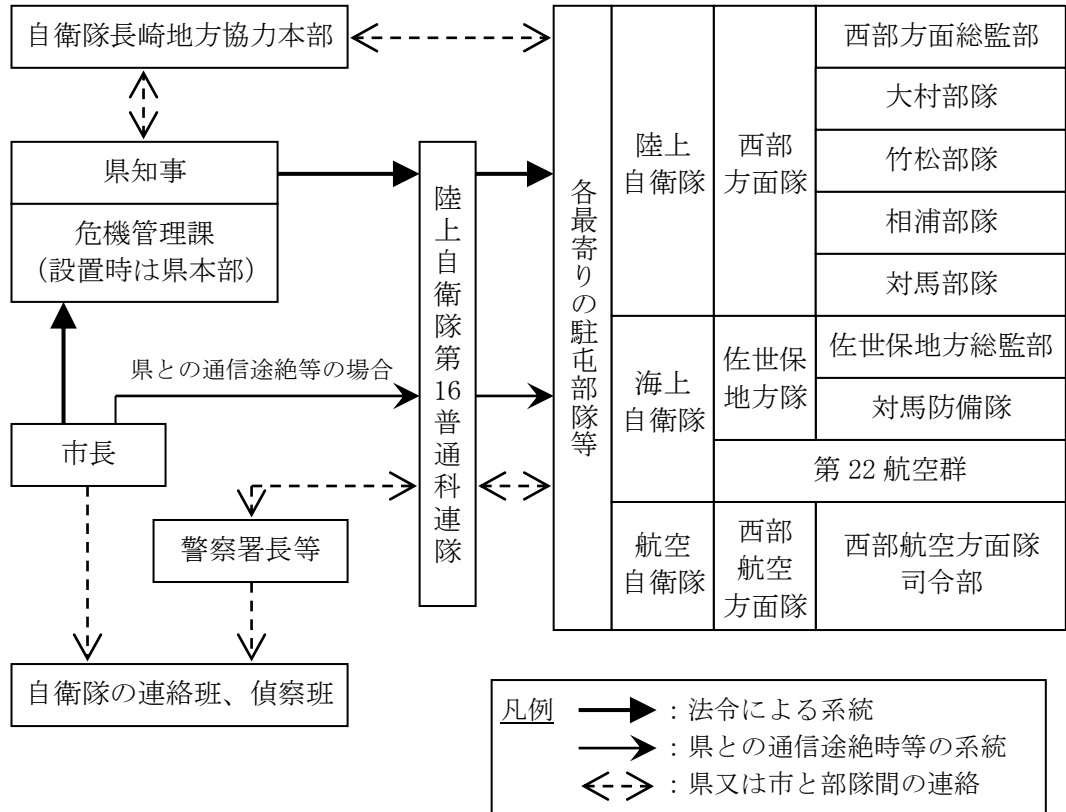 自衛隊長崎地方協力本部
県知事
危機管理課
(設置時は県本部)
県との通信途絶等の場合
市長
警察署長等
自衛隊の連絡班、偵察班
陸上自衛隊第16普通科連隊
各最寄りの駐屯部隊等
陸上
自衛隊
西部
方面隊
西部方面総監部
大村部隊
竹松部隊
相浦部隊
対馬部隊
海上
自衛隊
佐世保
地方隊
佐世保地方総監部
対馬防備隊
第 22 航空群
航空
自衛隊
西部
航空
方面隊
西部航空方面隊
司令部
凡例
：法令による系統
：県との通信途絶時等の系統
：県又は市と部隊間の連絡